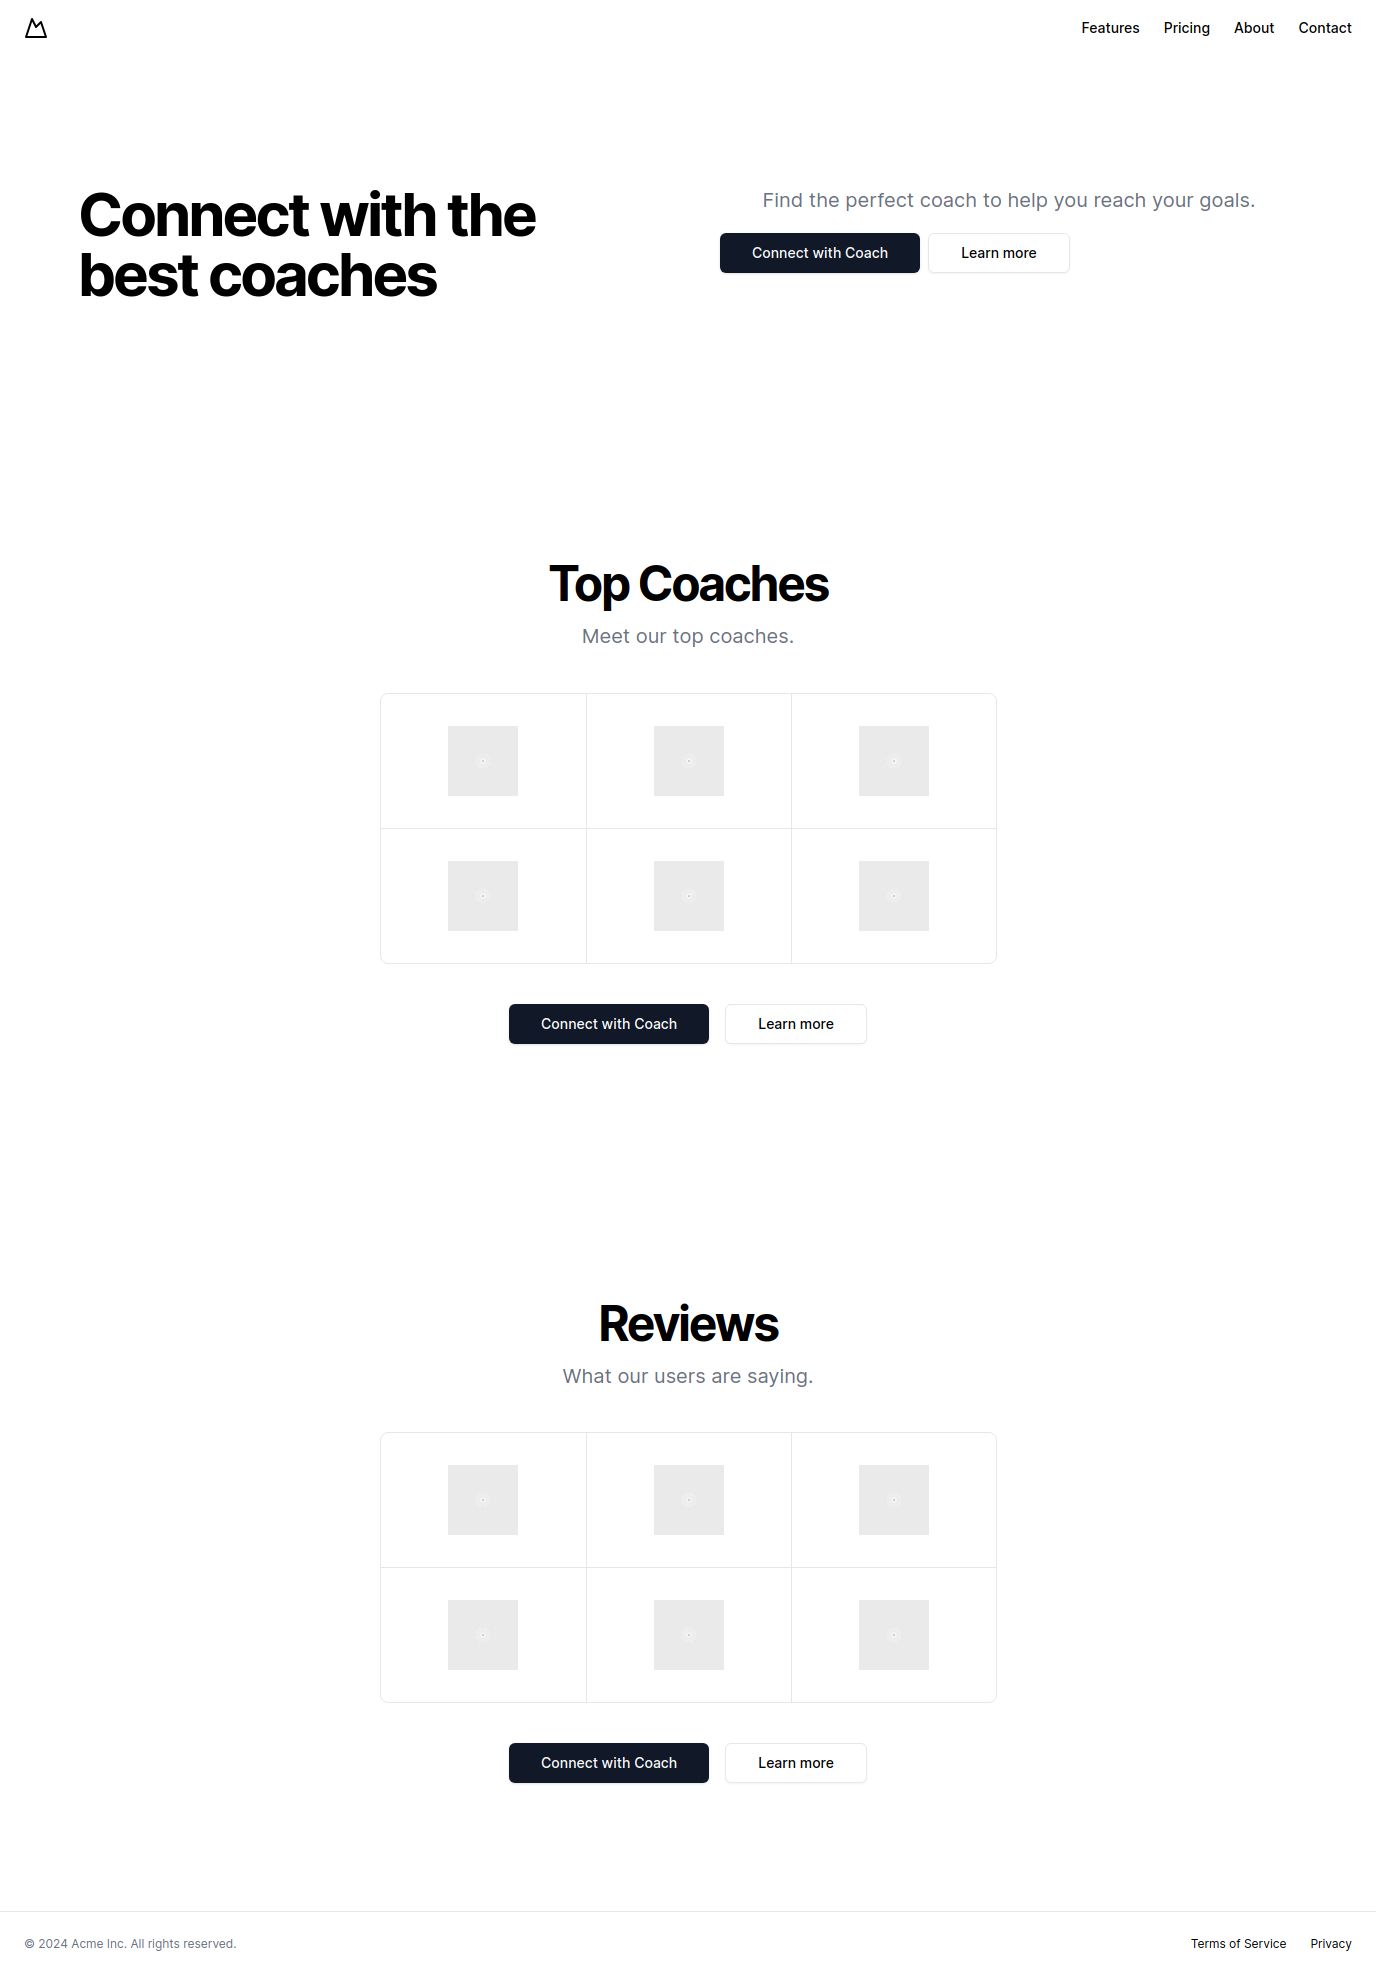 Features Pricing About Contact
Connect with the
best coaches
Find the perfect coach to help you reach your goals.
Connect with Coach Learn more
Top Coaches
Meet our top coaches.
Connect with Coach Learn more
Reviews
What our users are saying.
Connect with Coach Learn more
© 2024 Acme Inc. All rights reserved. Terms of Service Privacy